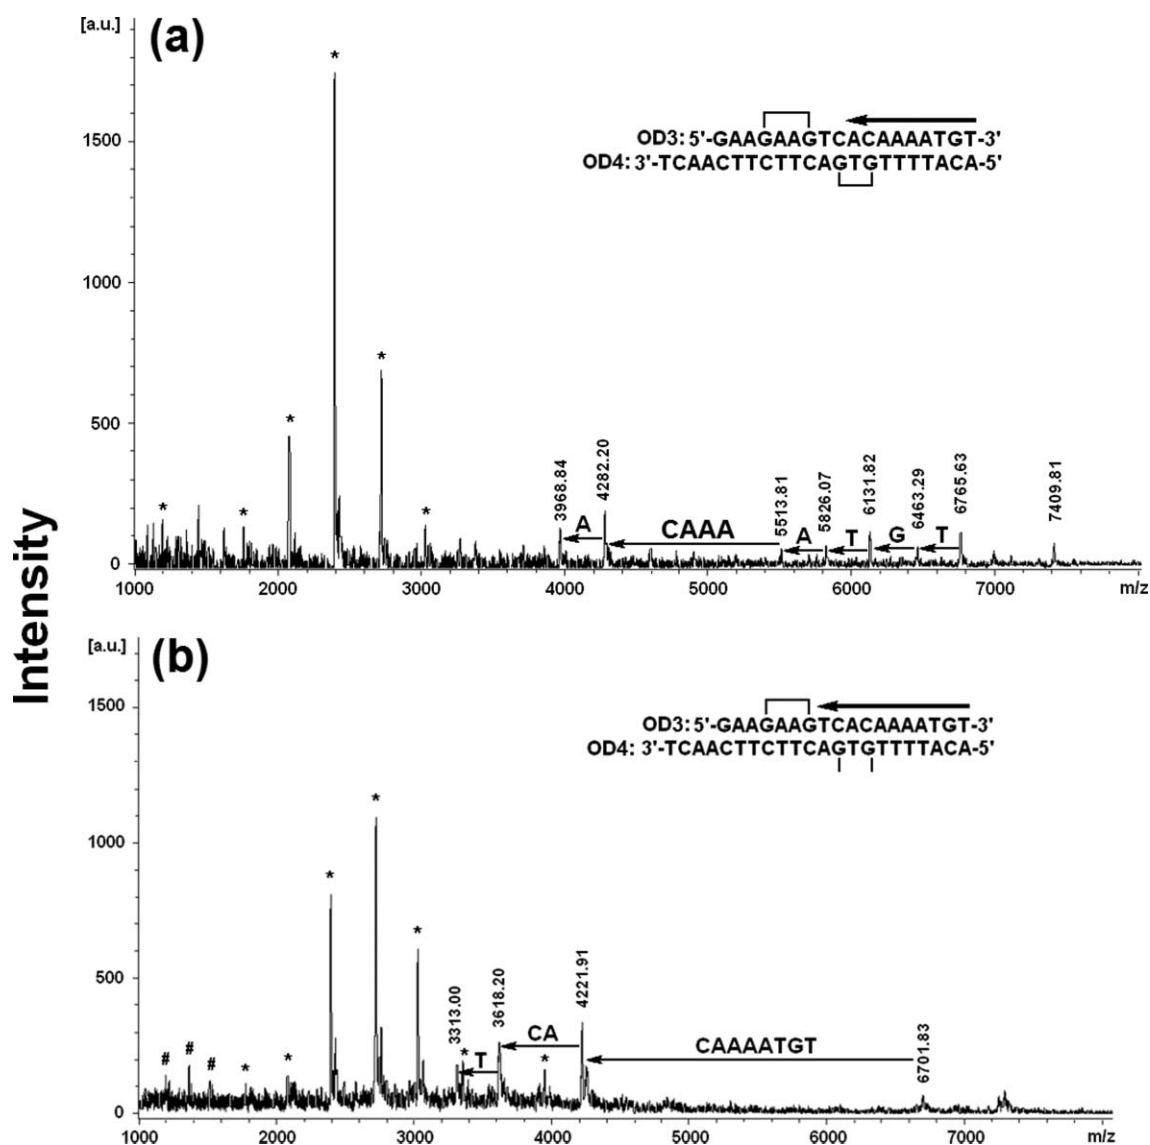 Intensity
[a.u.]
(a)
*
1500
OD3: 5'-GAAGAAGTCACAAAATGT-3'
OD4: 3'-TCAACTTCTTCAGTGTTTTACA-5'
1000
*
500
*
*
*
*
3968.84
4282.20
5513.81
5826.07
6131.82
6463.29
6765.63
7409.81
A
CAAA
A
T
G
T
0
1000 2000 3000 4000 5000 6000 7000 m/z
[a.u.]
(b)
1500
OD3: 5'-GAAGAAGTCACAAAATGT-3'
OD4: 3'-TCAACTTCTTCAGTGTTTTACA-5'
1000
*
*
*
500
3313.00
3618.20
4221.91
6701.83
CA
CAAAATGT
T
# # # * * * *
0
1000 2000 3000 4000 5000 6000 7000 m/z